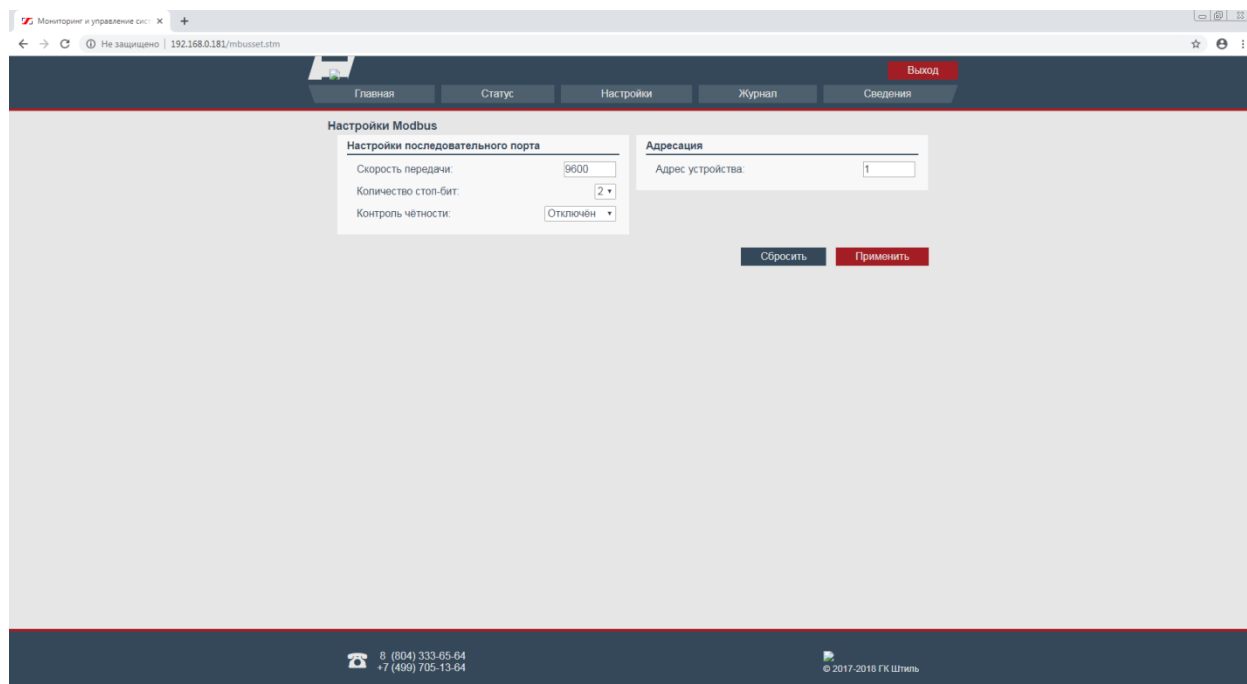 Мониторинг и управление сист
Не защищено | 192.168.0.181/mbusset.stm
Выход
Главная Статус Настройки Журнал Сведения
Настройки Modbus
Настройки последовательного порта
Скорость передачи: 9600
Количество стоп-бит: 2
Контроль чётности: Отключён
Адресация
Адрес устройства: 1
Сбросить Применить
8 (804) 333-65-64
+7 (499) 705-13-64
© 2017-2018 ГК Штиль